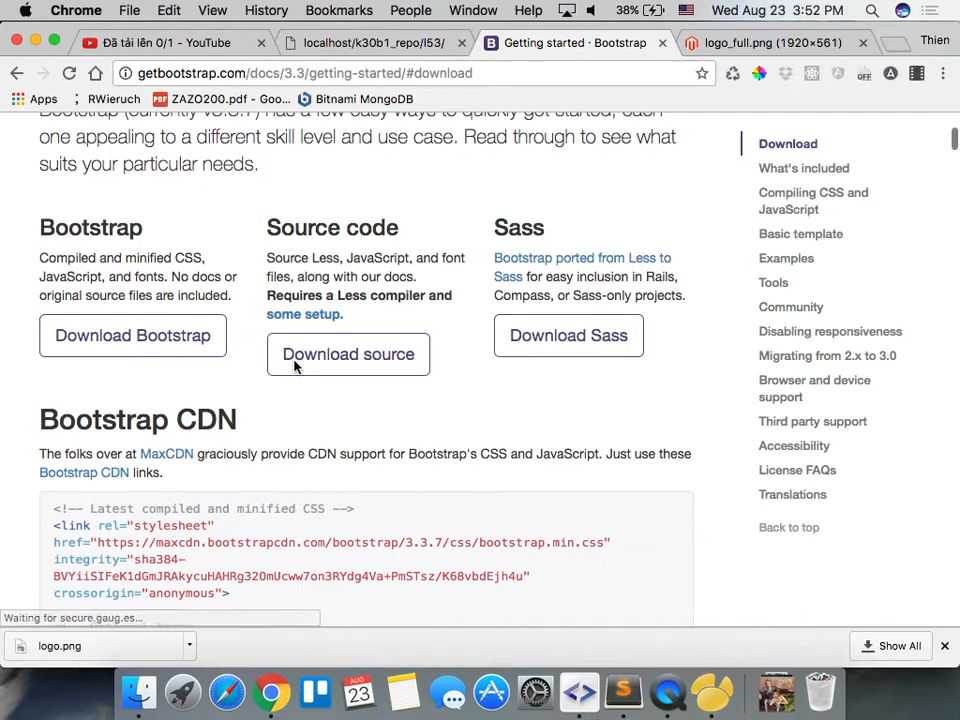 Chrome File Edit View History Bookmarks People Window Help 38% Wed Aug 23 3:52 PM
Đã tải lên 0/1 - YouTube
localhost/k30b1_repo/l53/
Getting started · Bootstrap
logo_full.png (1920×561)
Thien
getbootstrap.com/docs/3.3/getting-started/#download
OFF
Apps
RWieruch
ZAZO200.pdf - Goo...
Bitnami MongoDB
one appealing to a different skill level and use case. Read through to see what
suits your particular needs.
Bootstrap
Compiled and minified CSS,
JavaScript, and fonts. No docs or
original source files are included.
Download Bootstrap
Source code
Source Less, JavaScript, and font
files, along with our docs.
Requires a Less compiler and
some setup.
Download source
Sass
Bootstrap ported from Less to
Sass for easy inclusion in Rails,
Compass, or Sass-only projects.
Download Sass
Bootstrap CDN
The folks over at MaxCDN graciously provide CDN support for Bootstrap's CSS and JavaScript. Just use these
Bootstrap CDN links.
<!-- Latest compiled and minified CSS -->
<link rel="stylesheet"
href="https://maxcdn.bootstrapcdn.com/bootstrap/3.3.7/css/bootstrap.min.css"
integrity="sha384-
BVYiiSIFeK1dGmJRAkycuHAHRg32OmUcww7on3RYdg4Va+PmSTsz/K68vbdEjh4u"
crossorigin="anonymous">
Download
What's included
Compiling CSS and
JavaScript
Basic template
Examples
Tools
Community
Disabling responsiveness
Migrating from 2.x to 3.0
Browser and device
support
Third party support
Accessibility
License FAQs
Translations
Back to top
Waiting for secure.gaug.es...
logo.png
Show All
AUG
23